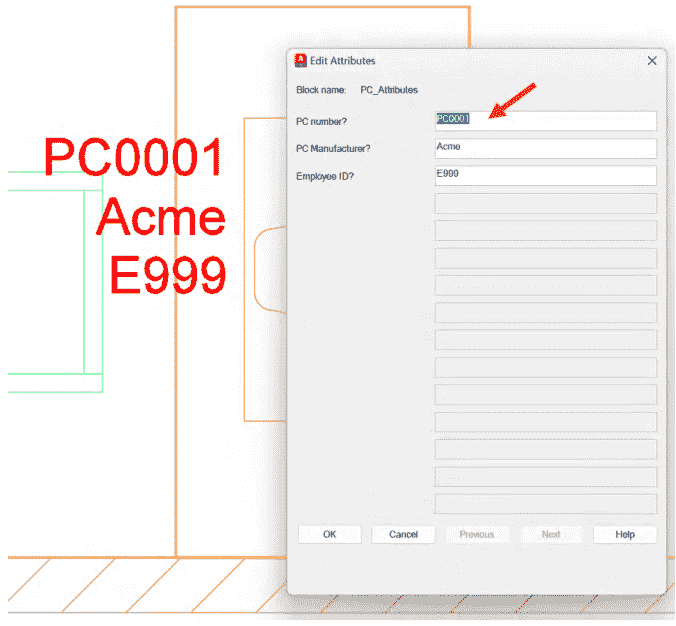 PC0001
Acme
E999
Edit Attributes
Block name: PC_Attributes
PC number? PC0001
PC Manufacturer? Acme
Employee ID? E999
OK Cancel Previous Next Help